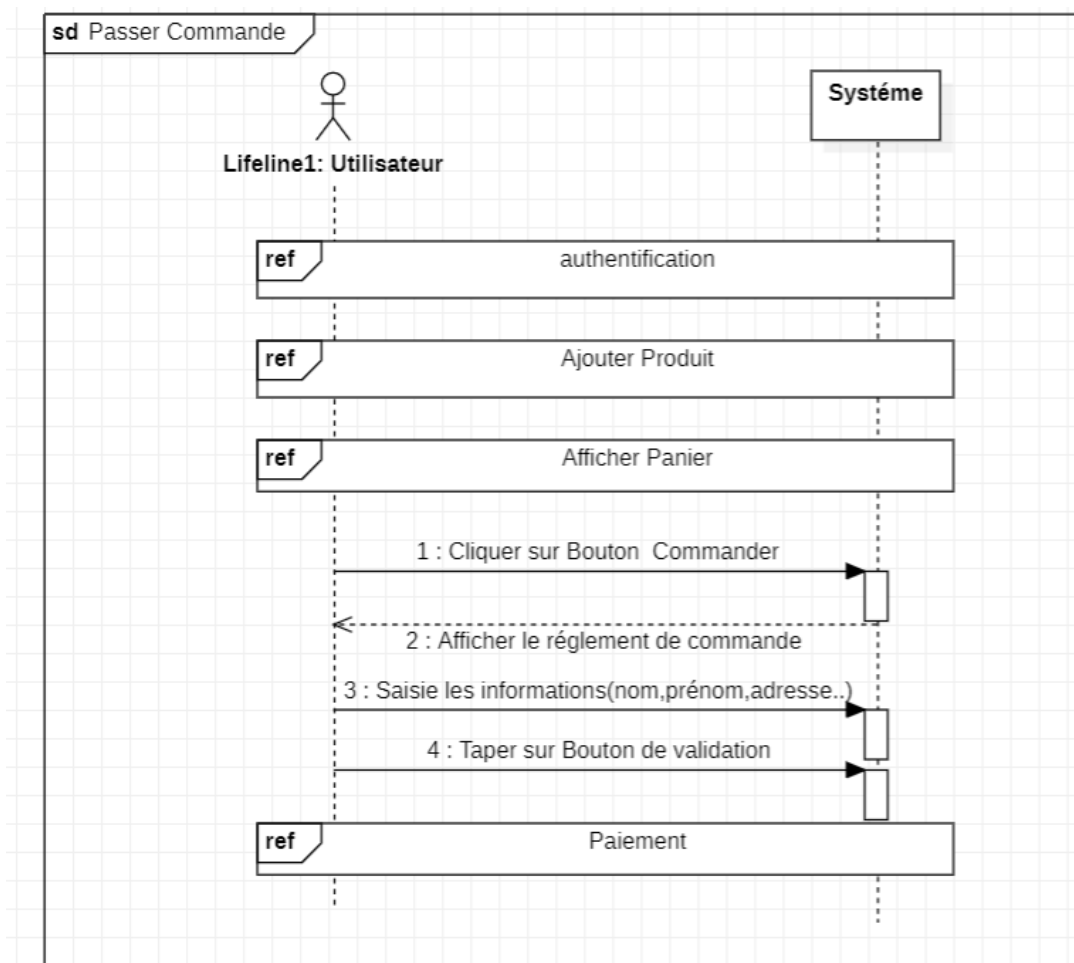 sd Passer Commande
Systéme
Lifeline1: Utilisateur
ref authentification
ref Ajouter Produit
ref Afficher Panier
1 : Cliquer sur Bouton  Commander
2 : Afficher le réglement de commande
3 : Saisie les informations(nom,prénom,adresse..)
4 : Taper sur Bouton de validation
ref Paiement